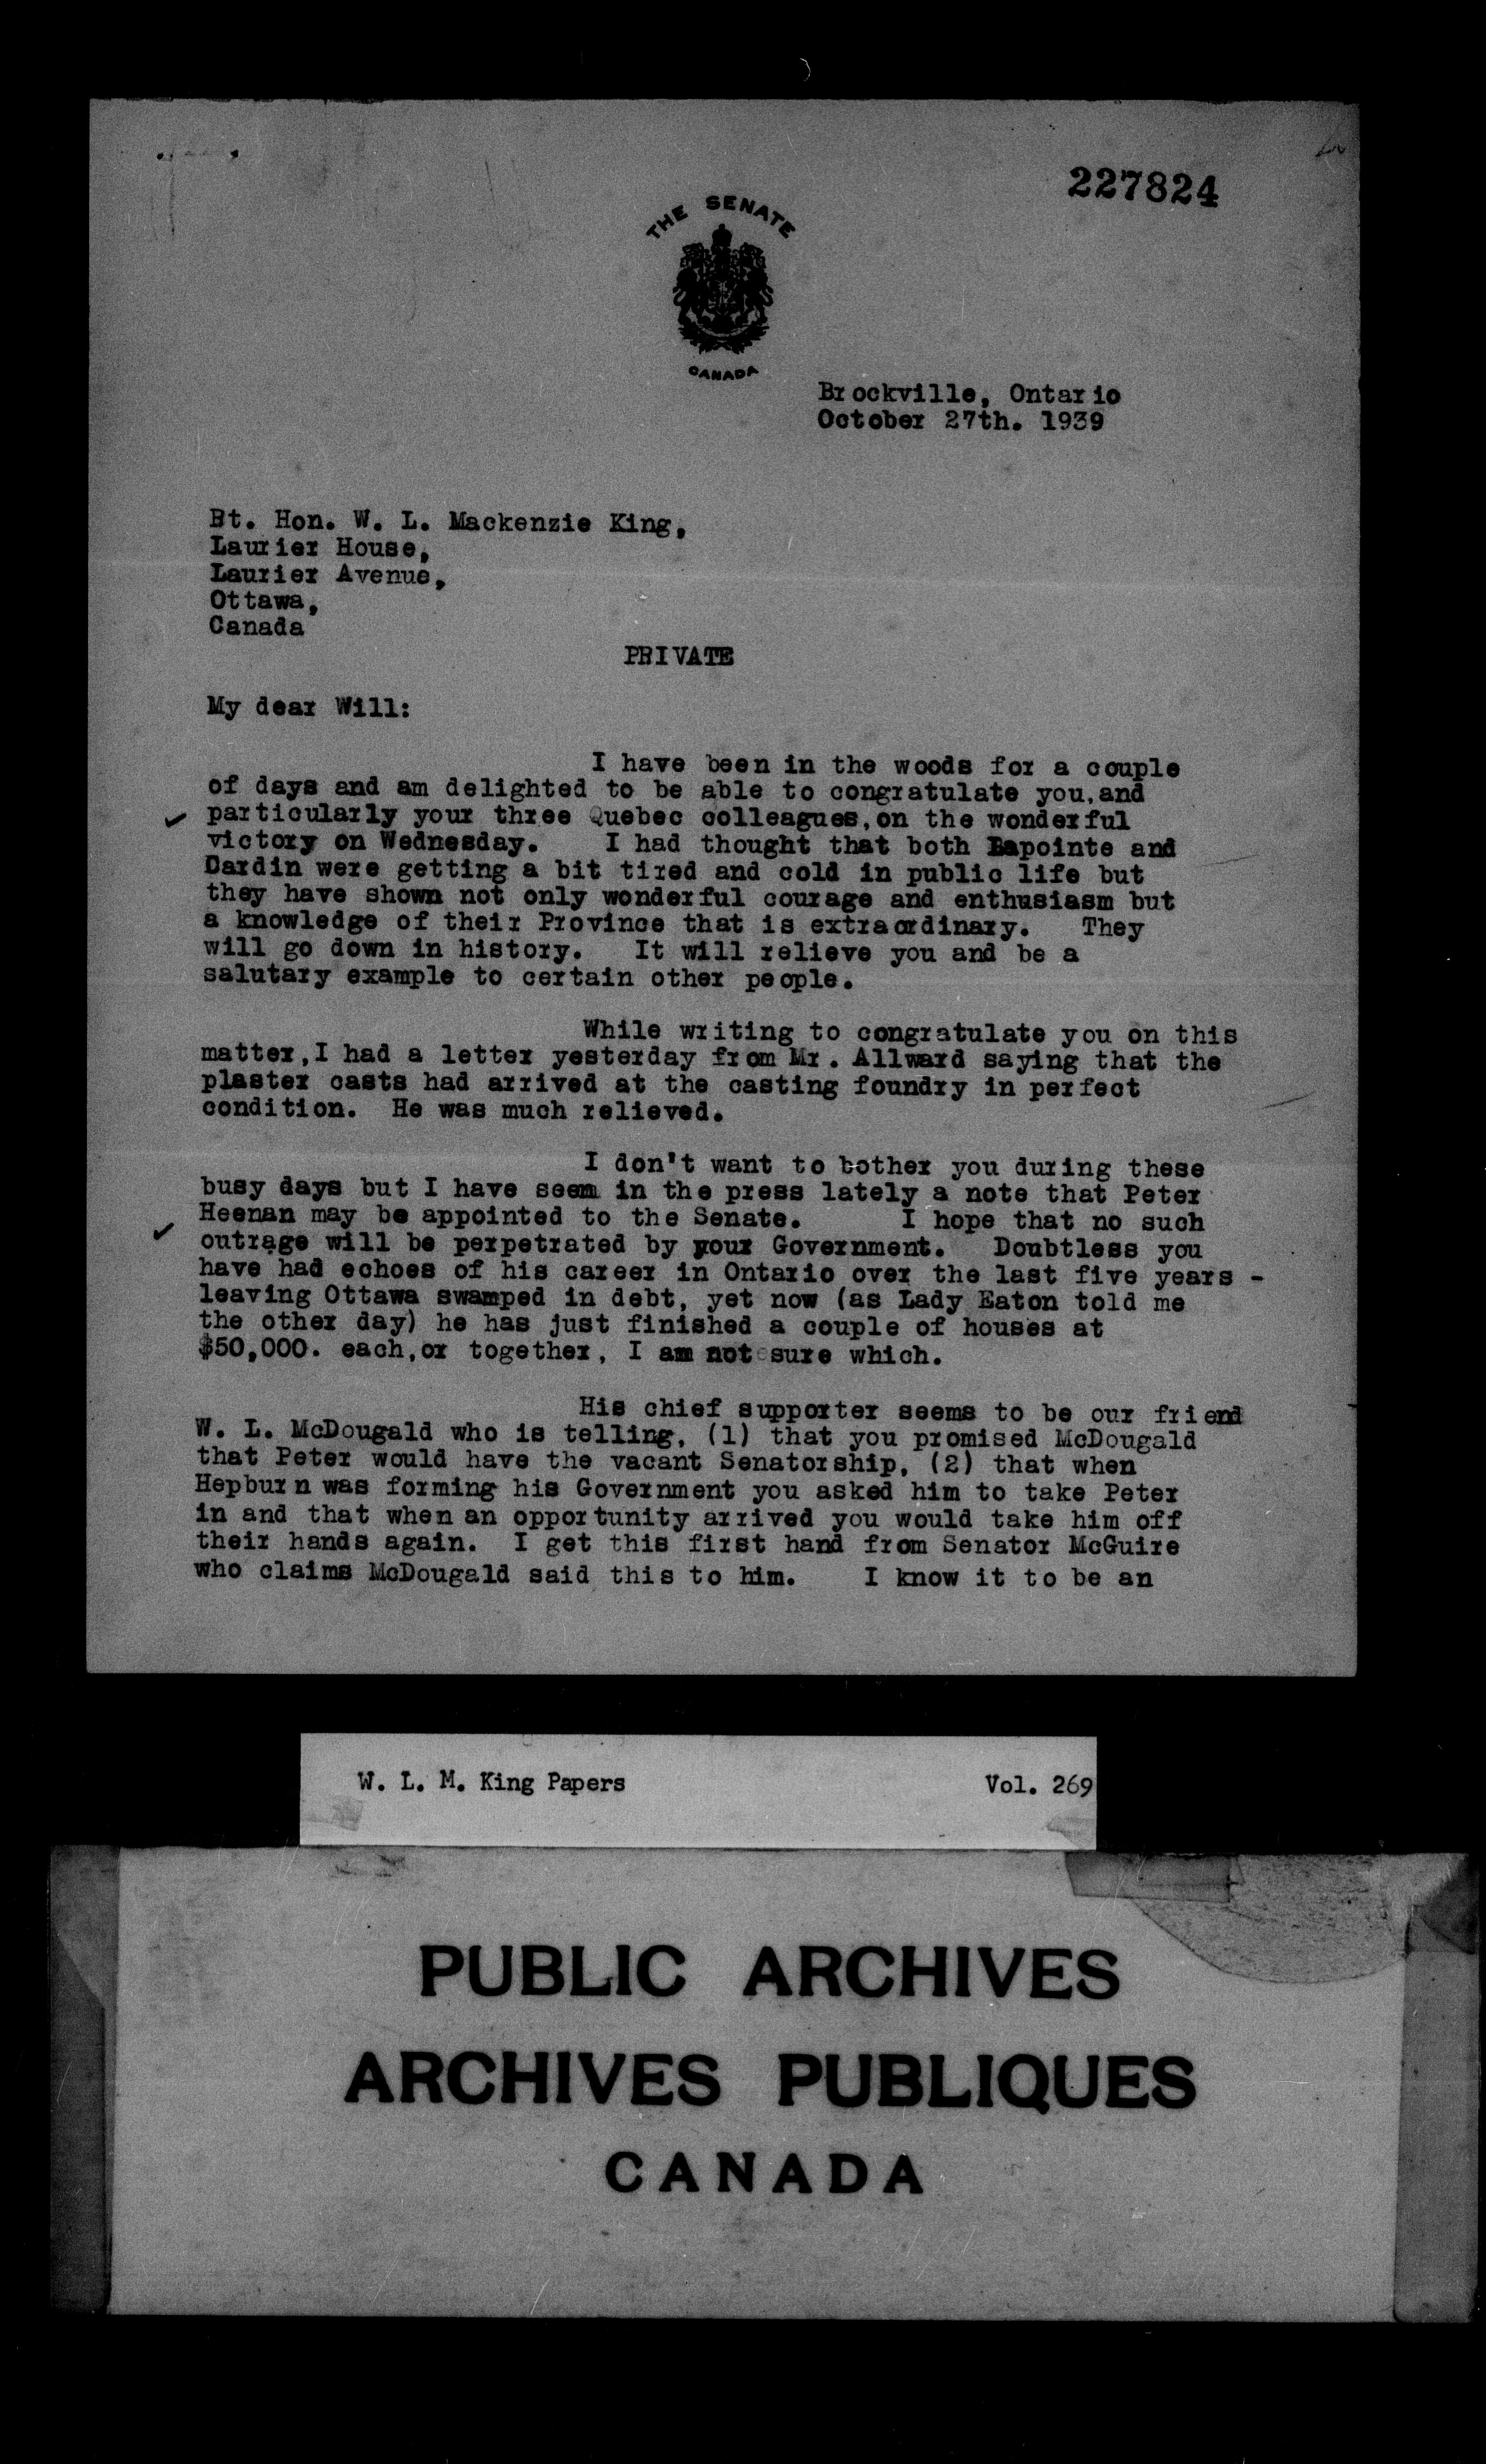 227824
THE SENATE
CANADA
Brockville, Ontario
October 27th. 1939
Rt. Hon. W. L. Mackenzie King,
Laurier House,
Laurier Avenue,
Ottawa,
Canada
PRIVATE
My dear Will:
I have been in the woods for a couple
of days and am delighted to be able to congratulate you,and
particularly your three Quebec colleagues,on the wonderful
victory on Wednesday. I had thought that both Lapointe and
Cardin were getting a bit tired and cold in public life but
they have shown not only wonderful courage and enthusiasm but
a knowledge of their Province that is extraordinary. They
will go down in history. It will relieve you and be a
salutary example to certain other people.
While writing to congratulate you on this
matter,I had a letter yesterday from Mr. Allward saying that the
plaster casts had arrived at the casting foundry in perfect
condition. He was much relieved.
I don't want to bother you during these
busy days but I have seem in the press lately a note that Peter
Heenan may be appointed to the Senate. I hope that no such
outrage will be perpetrated by your Government. Doubtless you
have had echoes of his career in Ontario over the last five years -
leaving Ottawa swamped in debt, yet now (as Lady Eaton told me
the other day) he has just finished a couple of houses at
$50,000. each,or together, I am not sure which.
His chief supporter seems to be our friend
W. L. McDougald who is telling, (1) that you promised McDougald
that Peter would have the vacant Senatorship, (2) that when
Hepburn was forming his Government you asked him to take Peter
in and that when an opportunity arrived you would take him off
their hands again. I get this first hand from Senator McGuire
who claims McDougald said this to him. I know it to be an
W. L. M. King Papers Vol. 269
PUBLIC ARCHIVES
ARCHIVES PUBLIQUES
CANADA